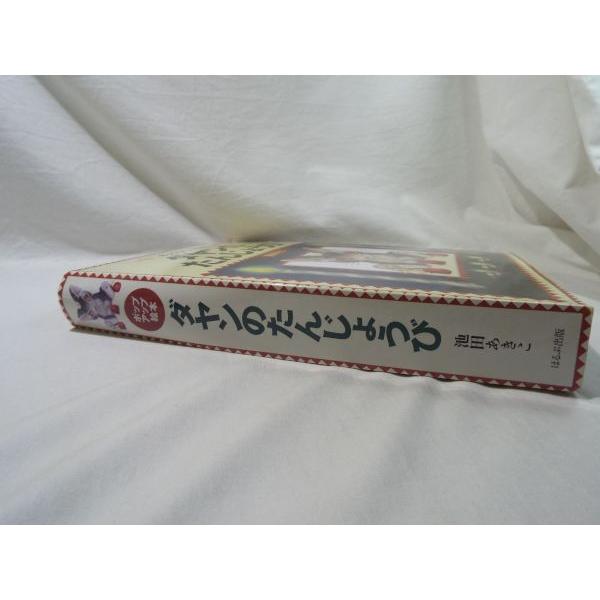 ポップ
アップ
絵本
ダヤンのたんじょうび
池田あきこ
ほるぷ出版